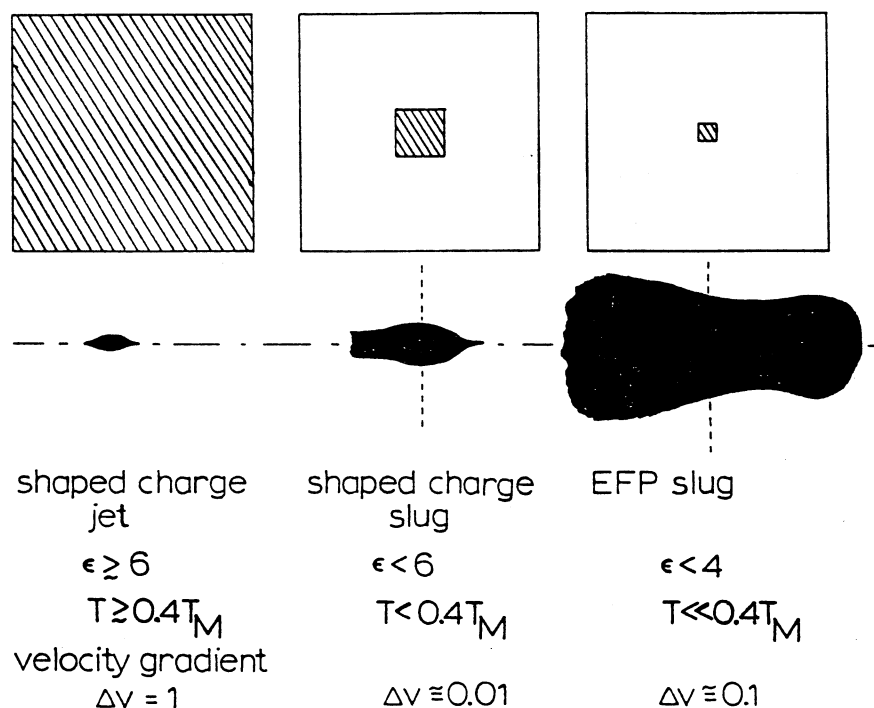 shaped charge
jet
ϵ ≳ 6
T≥0.4T_M
velocity gradient
Δv = 1
shaped charge
slug
ϵ < 6
T<0.4T_M
Δv ≅ 0.01
EFP slug
ϵ < 4
T≪0.4T_M
Δv ≅ 0.1